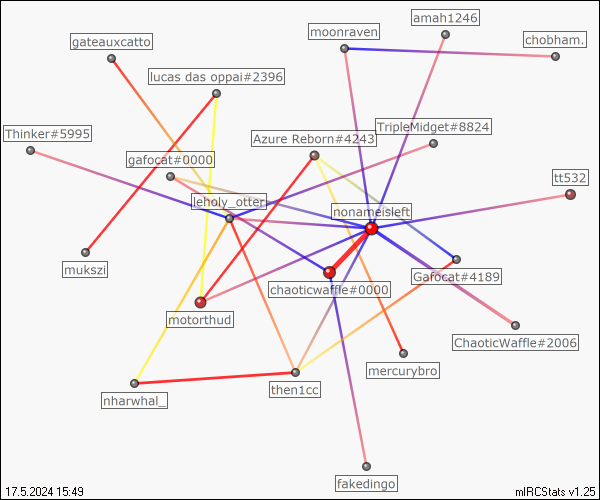 amah1246
moonraven
gateauxcatto
chobham.
lucas das oppai#2396
Thinker#5995
TripleMidget#8824
Azure Reborn#4243
gafocat#0000
tt532
leholy_otter
nonameisleft
mukszi
Gafocat#4189
chaoticwaffle#0000
motorthud
ChaoticWaffle#2006
mercurybro
then1cc
nharwhal_
fakedingo
17.5.2024 15:49
mIRCStats v1.25